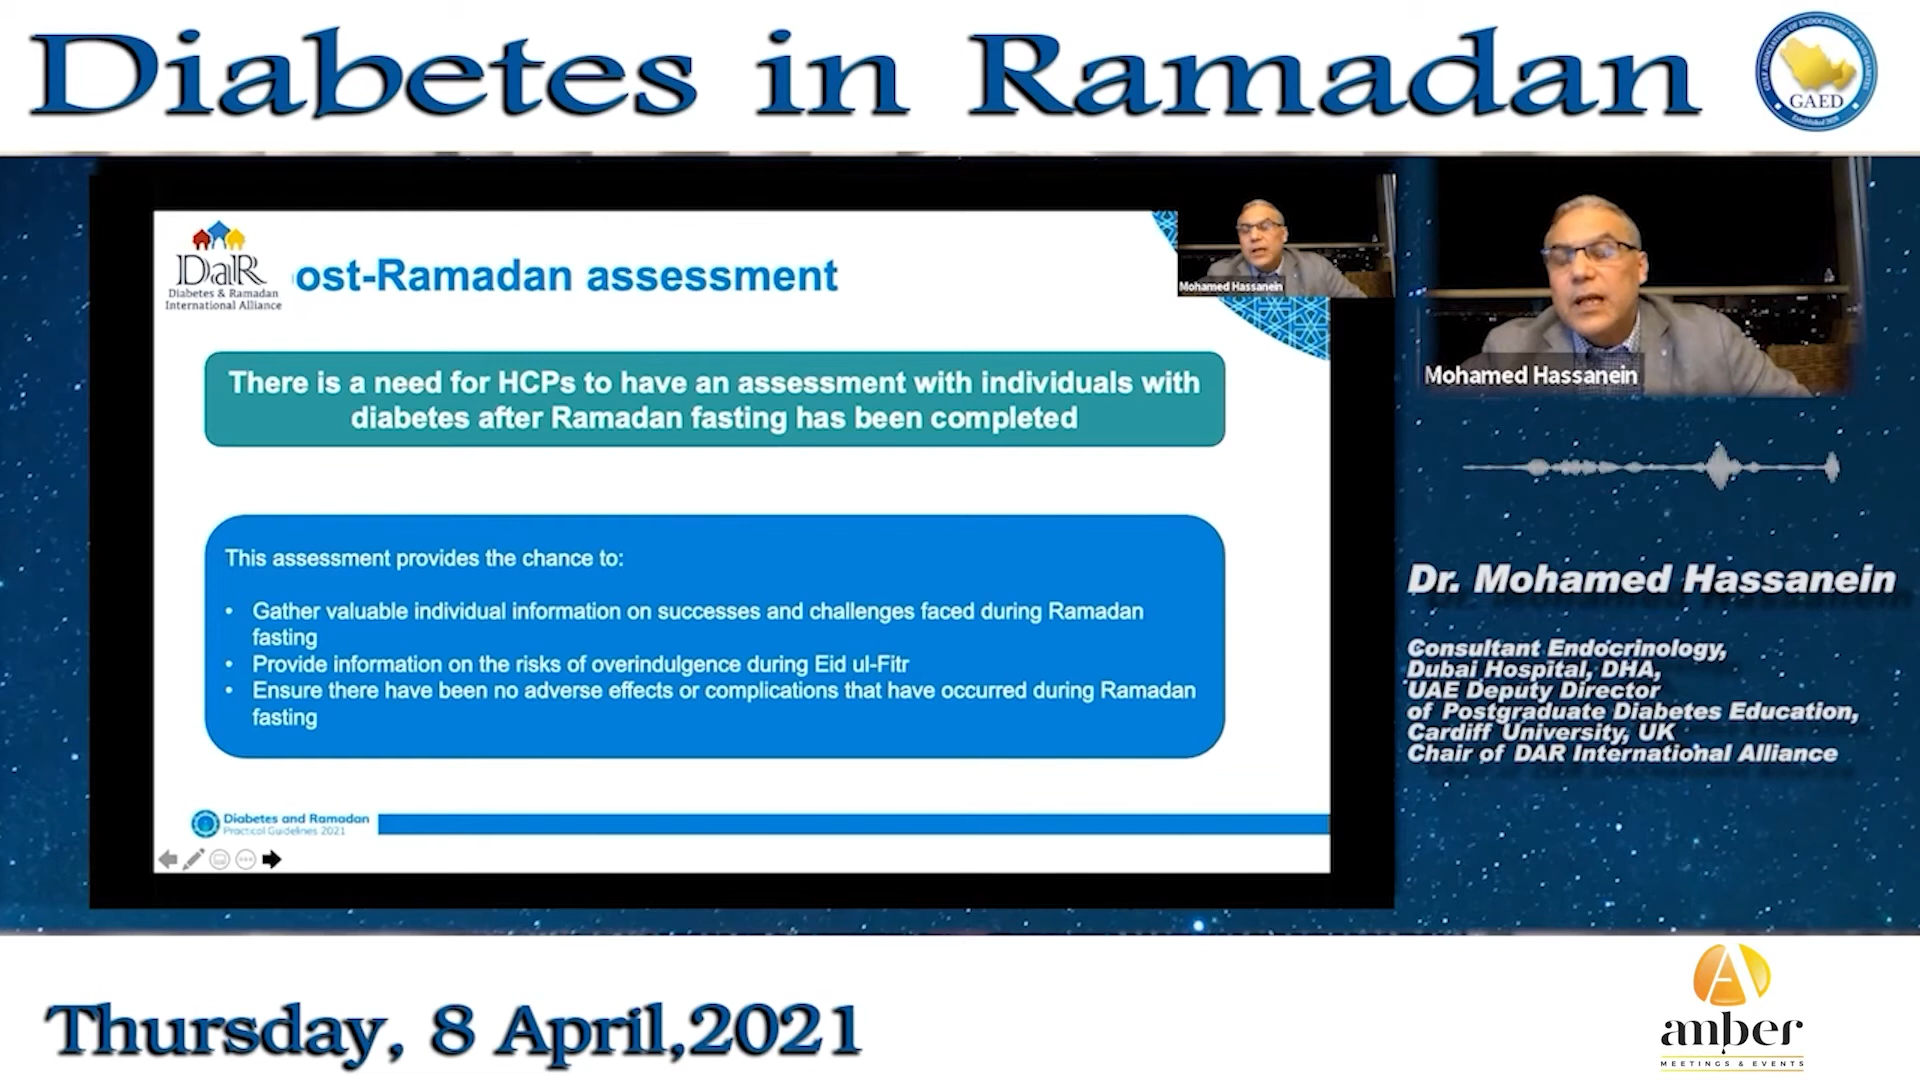 Diabetes in Ramadan
GAED
DaR
Diabetes & Ramadan
International Alliance
ost-Ramadan assessment
Mohamed Hassanein
There is a need for HCPs to have an assessment with individuals with
diabetes after Ramadan fasting has been completed
This assessment provides the chance to:
• Gather valuable individual information on successes and challenges faced during Ramadan
fasting
• Provide information on the risks of overindulgence during Eid ul-Fitr
• Ensure there have been no adverse effects or complications that have occurred during Ramadan
fasting
Diabetes and Ramadan
Practical Guidelines 2021
Mohamed Hassanein
Dr. Mohamed Hassanein
Consultant Endocrinology,
Dubai Hospital, DHA,
UAE Deputy Director
of Postgraduate Diabetes Education,
Cardiff University, UK
Chair of DAR International Alliance
Thursday, 8 April,2021
amber
MEETINGS & EVENTS